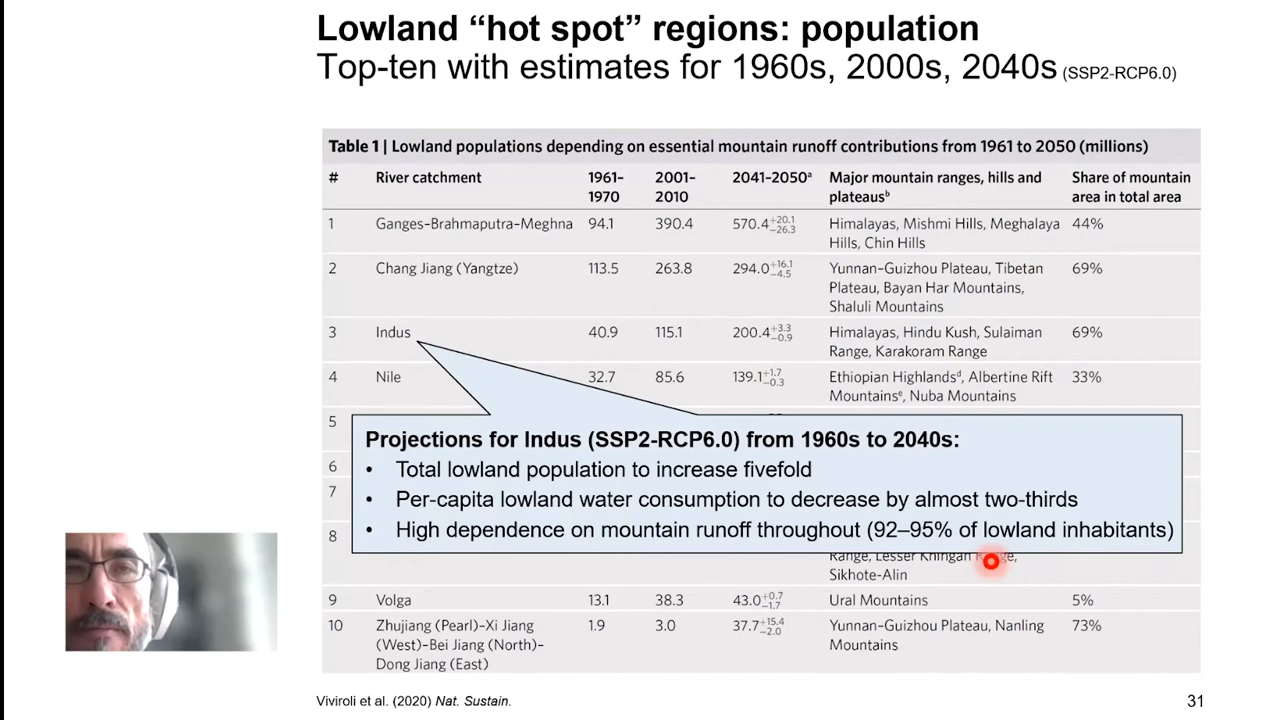 Lowland “hot spot” regions: population
Top-ten with estimates for 1960s, 2000s, 2040s (SSP2-RCP6.0)
Table 1 | Lowland populations depending on essential mountain runoff contributions from 1961 to 2050 (millions)
# River catchment 1961– 2001– 2041–2050ᵃ Major mountain ranges, hills and Share of mountain
1970 2010 plateausᵇ area in total area
1 Ganges–Brahmaputra–Meghna 94.1 390.4 570.4 +20.1 −26.3 Himalayas, Mishmi Hills, Meghalaya 44%
Hills, Chin Hills
2 Chang Jiang (Yangtze) 113.5 263.8 294.0 +16.1 −4.5 Yunnan–Guizhou Plateau, Tibetan 69%
Plateau, Bayan Har Mountains,
Shaluli Mountains
3 Indus 40.9 115.1 200.4 +3.3 −0.9 Himalayas, Hindu Kush, Sulaiman 69%
Range, Karakoram Range
4 Nile 32.7 85.6 139.1 +1.7 −0.3 Ethiopian Highlandsᵈ, Albertine Rift 33%
Mountainsᵉ, Nuba Mountains
5
Projections for Indus (SSP2-RCP6.0) from 1960s to 2040s:
6
• Total lowland population to increase fivefold
7
• Per-capita lowland water consumption to decrease by almost two-thirds
8
• High dependence on mountain runoff throughout (92–95% of lowland inhabitants)
Range, Lesser Khingan
Sikhote-Alin
9 Volga 13.1 38.3 43.0 +0.7 −1.7 Ural Mountains 5%
10 Zhujiang (Pearl)–Xi Jiang 1.9 3.0 37.7 +15.4 −2.0 Yunnan–Guizhou Plateau, Nanling 73%
(West)–Bei Jiang (North)– Mountains
Dong Jiang (East)
Viviroli et al. (2020) Nat. Sustain.
31